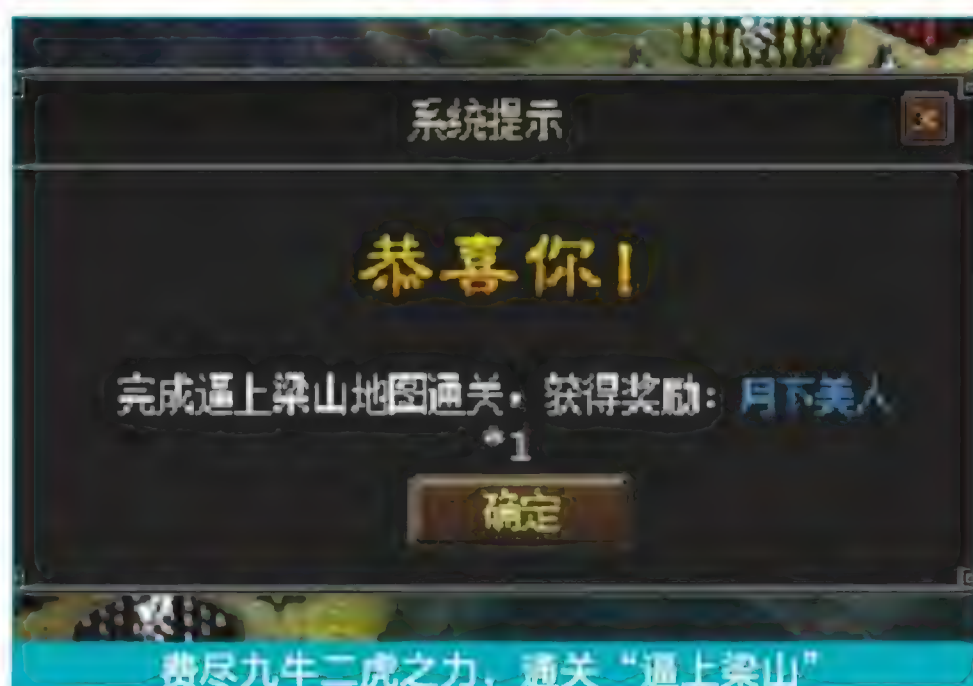 系统提示
恭喜你！
完成逼上梁山地图通关，获得奖励：月下美人
*1
确定
费尽九牛二虎之力，通关“逼上梁山”